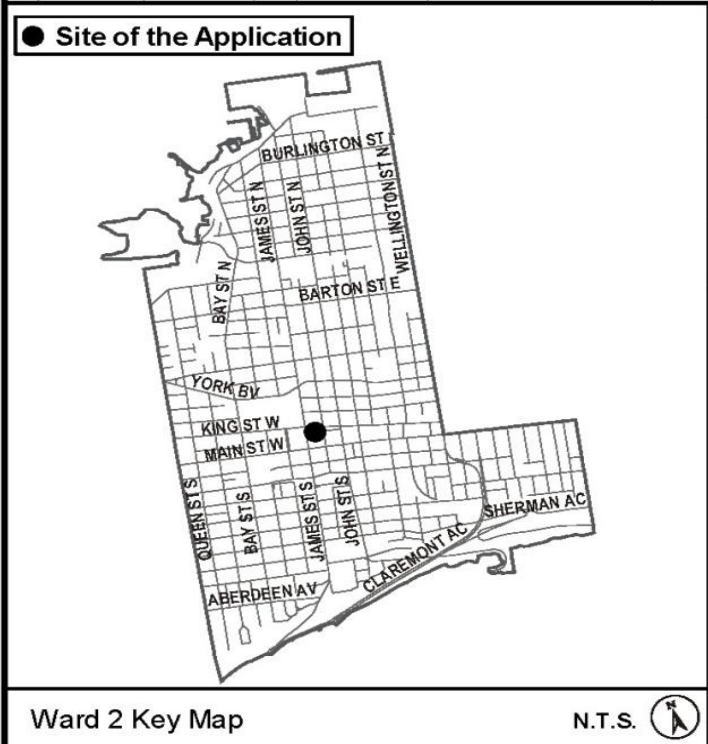 Site of the Application
BURLINGTON ST
JAMES ST N
JOHN ST N
WELLINGTON ST N
BAY ST N
BARTON ST E
YORK BV
KING ST W
MAIN ST W
QUEEN ST S
BAY ST S
JAMES ST S
JOHN ST S
SHERMAN AC
CLAREMONT AC
ABERDEEN AV
Ward 2 Key Map
N.T.S.
N